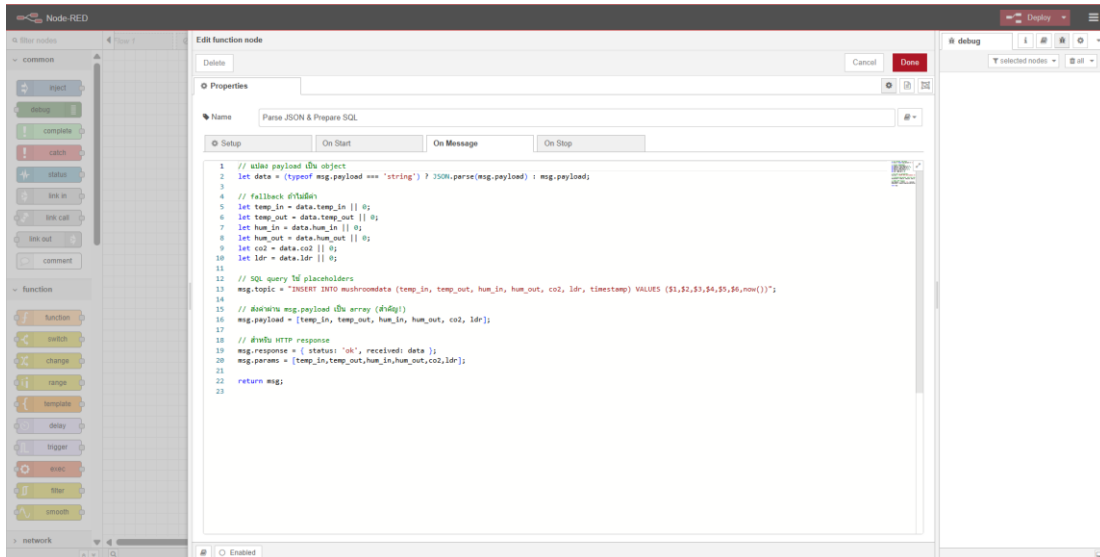 Node-RED
Deploy
filter nodes
common
inject
debug
complete
catch
status
link in
link call
link out
comment
function
function
switch
change
range
template
delay
trigger
exec
filter
smooth
network
Edit function node
Delete
Cancel
Done
Properties
Name
Parse JSON & Prepare SQL
Setup
On Start
On Message
On Stop
1 // แปลง payload เป็น object
2 let data = (typeof msg.payload === 'string') ? JSON.parse(msg.payload) : msg.payload;
3
4 // fallback ถ้าไม่มีค่า
5 let temp_in = data.temp_in || 0;
6 let temp_out = data.temp_out || 0;
7 let hum_in = data.hum_in || 0;
8 let hum_out = data.hum_out || 0;
9 let co2 = data.co2 || 0;
10 let ldr = data.ldr || 0;
11
12 // SQL query ใช้ placeholders
13 msg.topic = "INSERT INTO mushroomdata (temp_in, temp_out, hum_in, hum_out, co2, ldr, timestamp) VALUES ($1,$2,$3,$4,$5,$6,now())";
14
15 // ส่งค่าผ่าน msg.payload เป็น array (สำคัญ!)
16 msg.payload = [temp_in, temp_out, hum_in, hum_out, co2, ldr];
17
18 // สำหรับ HTTP response
19 msg.response = { status: 'ok', received: data };
20 msg.params = [temp_in,temp_out,hum_in,hum_out,co2,ldr];
21
22 return msg;
23
Enabled
debug
selected nodes
all